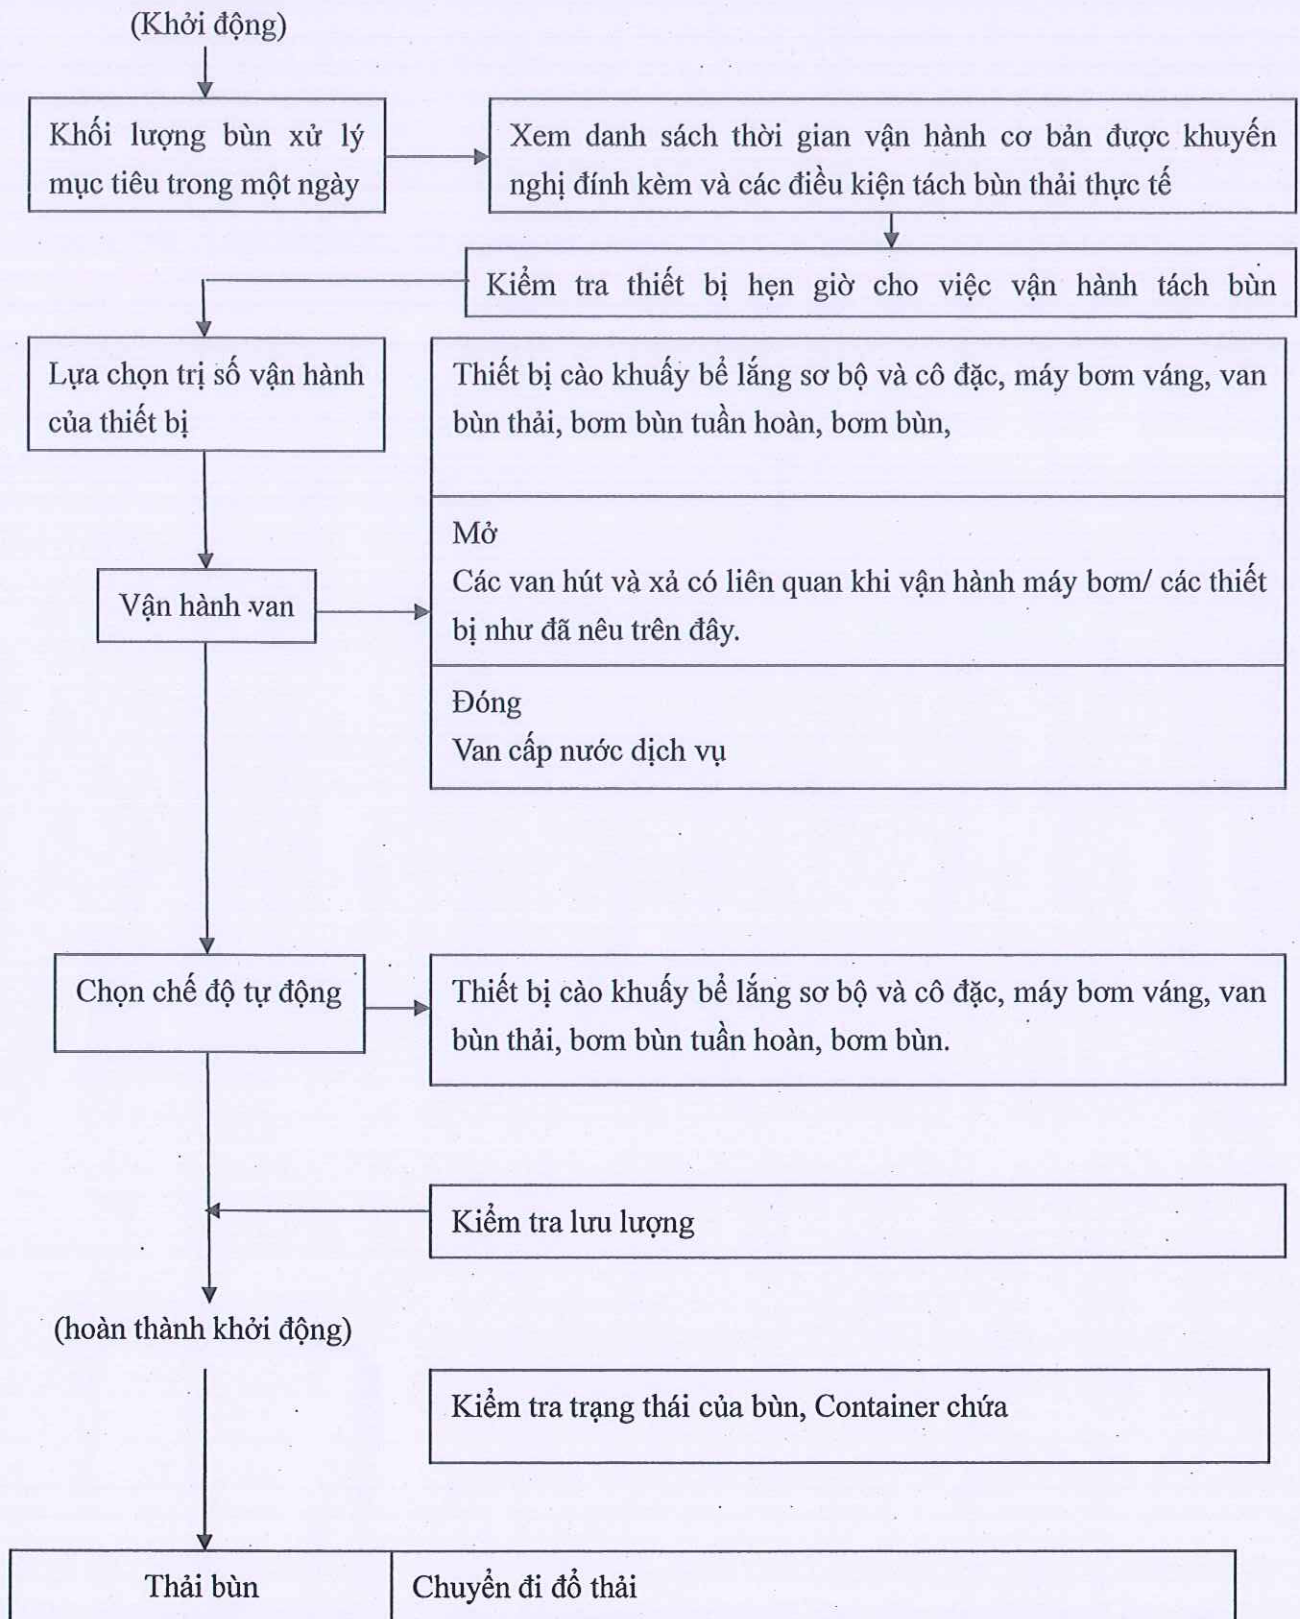 (Khởi động)
Khối lượng bùn xử lý
mục tiêu trong một ngày
Xem danh sách thời gian vận hành cơ bản được khuyến
nghị đính kèm và các điều kiện tách bùn thải thực tế
Kiểm tra thiết bị hẹn giờ cho việc vận hành tách bùn
Lựa chọn trị số vận hành
của thiết bị
Thiết bị cào khuấy bể lắng sơ bộ và cô đặc, máy bơm váng, van
bùn thải, bơm bùn tuần hoàn, bơm bùn,
Mở
Các van hút và xả có liên quan khi vận hành máy bơm/ các thiết
bị như đã nêu trên đây.
Vận hành van
Đóng
Van cấp nước dịch vụ
Chọn chế độ tự động
Thiết bị cào khuấy bể lắng sơ bộ và cô đặc, máy bơm váng, van
bùn thải, bơm bùn tuần hoàn, bơm bùn.
Kiểm tra lưu lượng
(hoàn thành khởi động)
Kiểm tra trạng thái của bùn, Container chứa
Thải bùn
Chuyển đi đổ thải